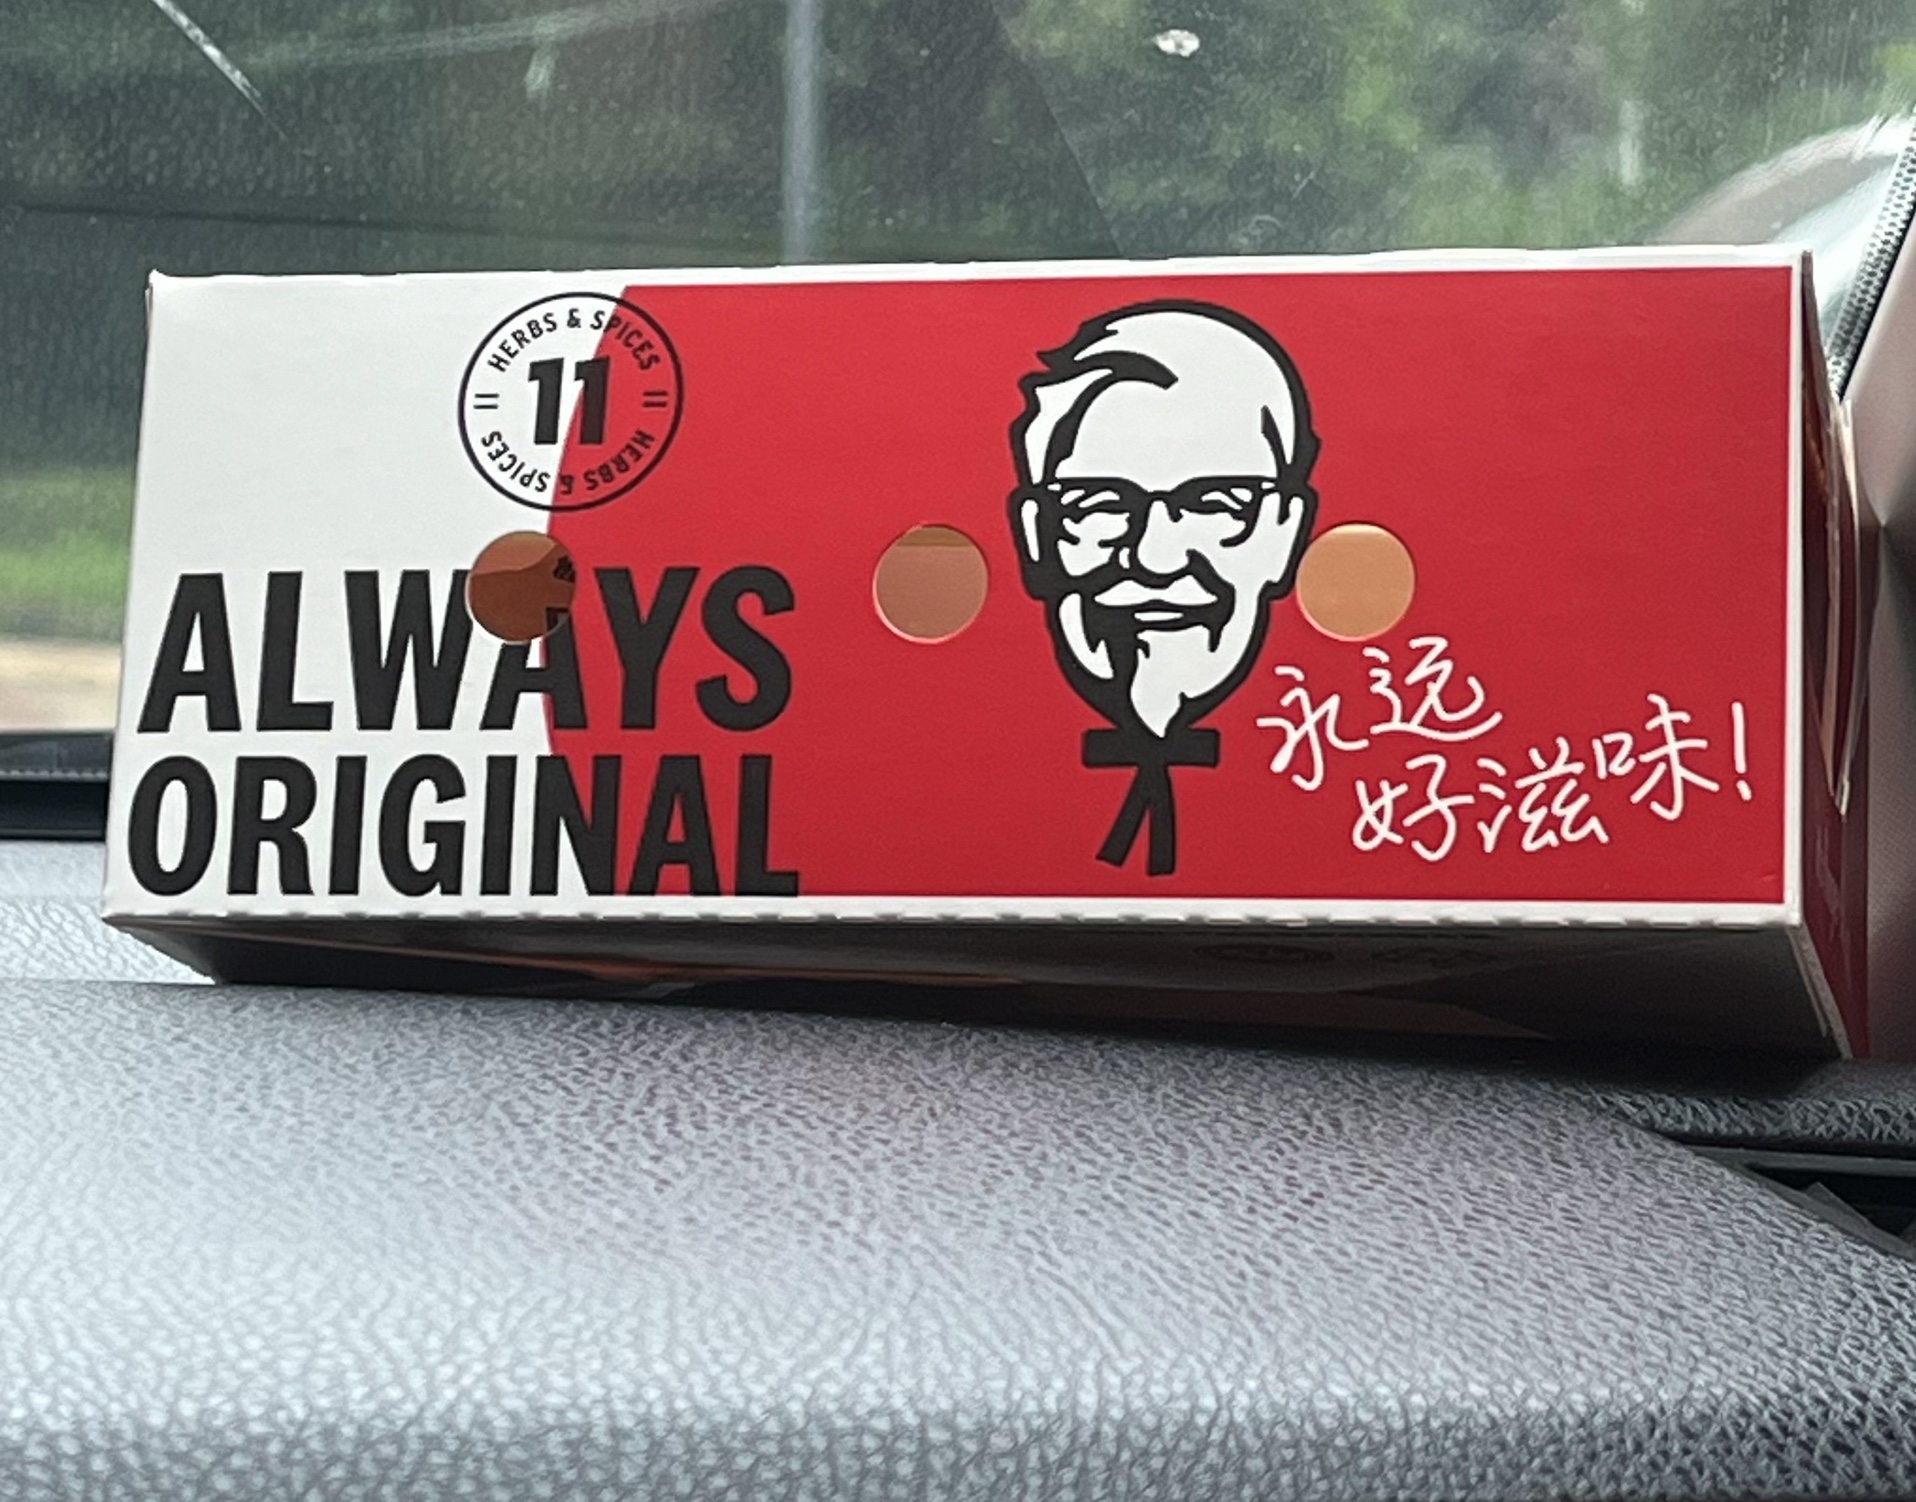 HERBS & SPICES
11
HERBS & SPICES
ALWAYS
ORIGINAL
永远
好滋味!